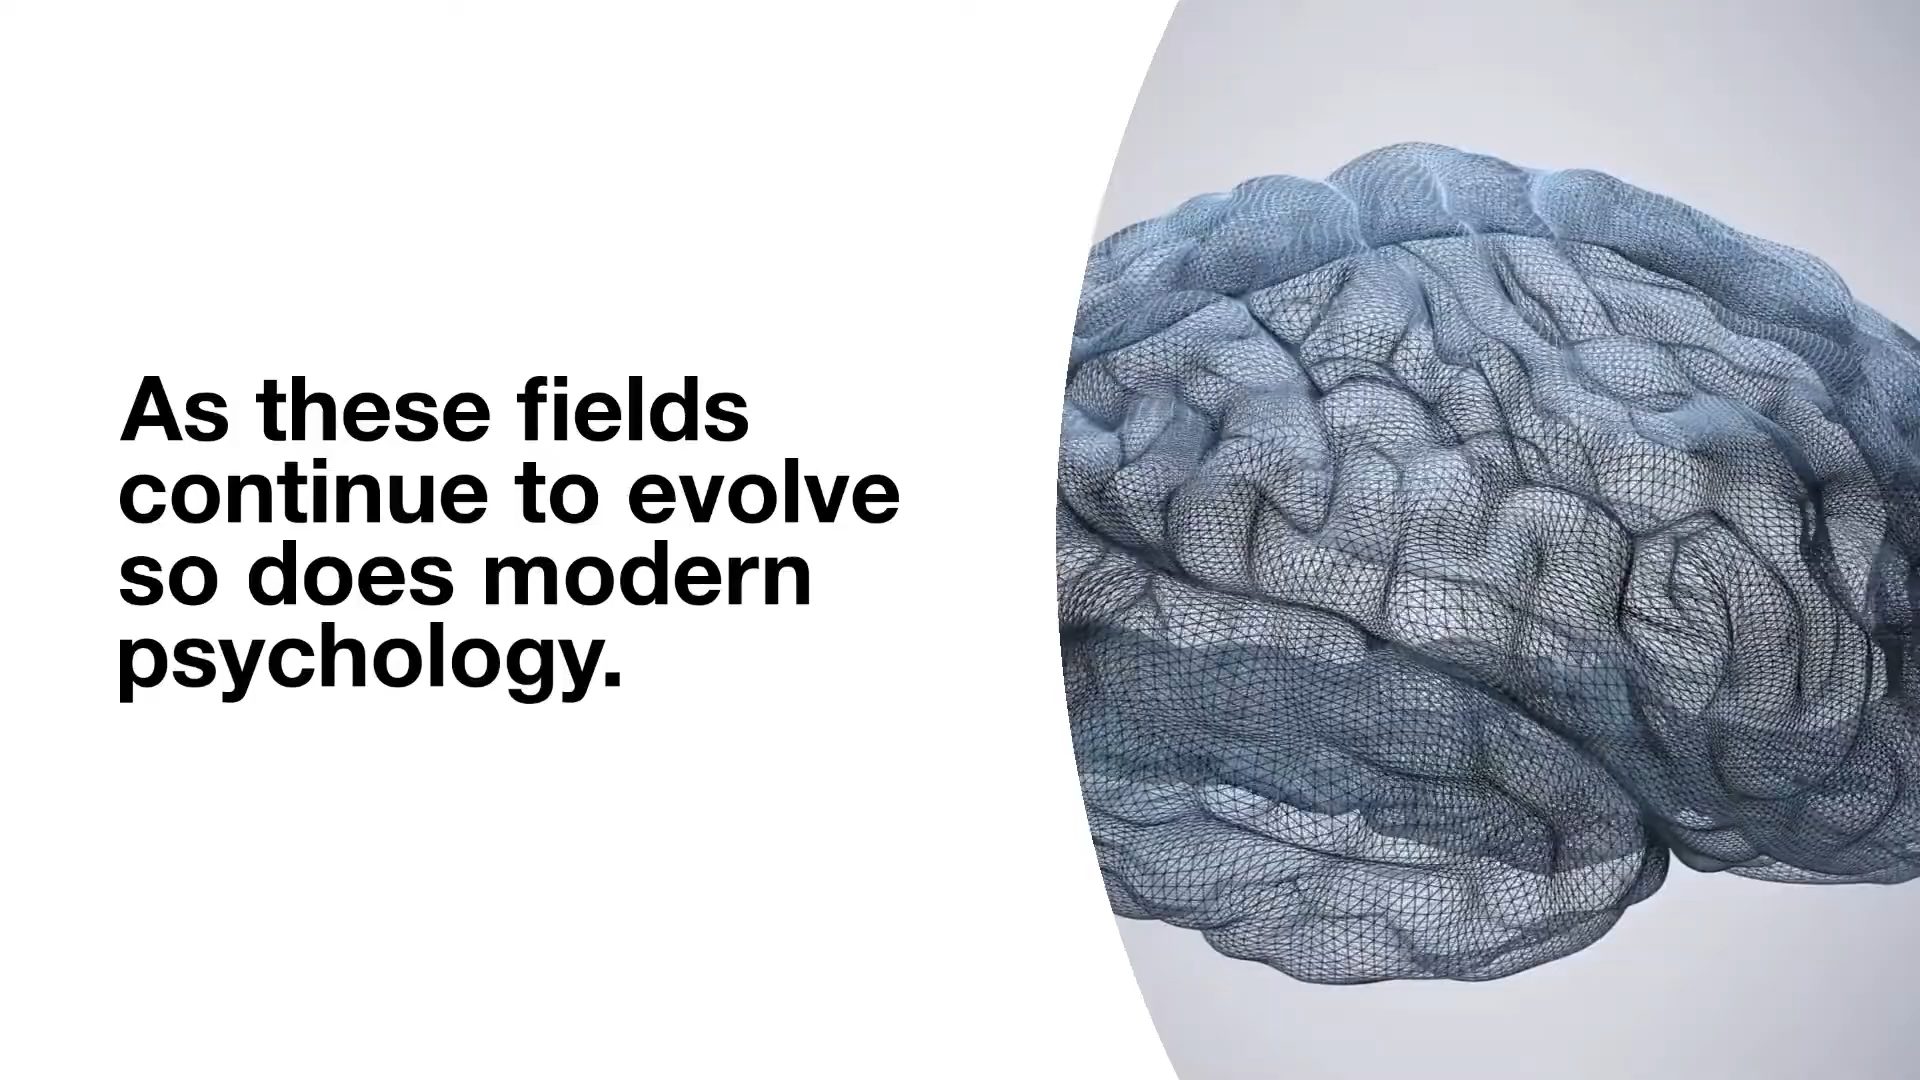 As these fields
continue to evolve
so does modern
psychology.